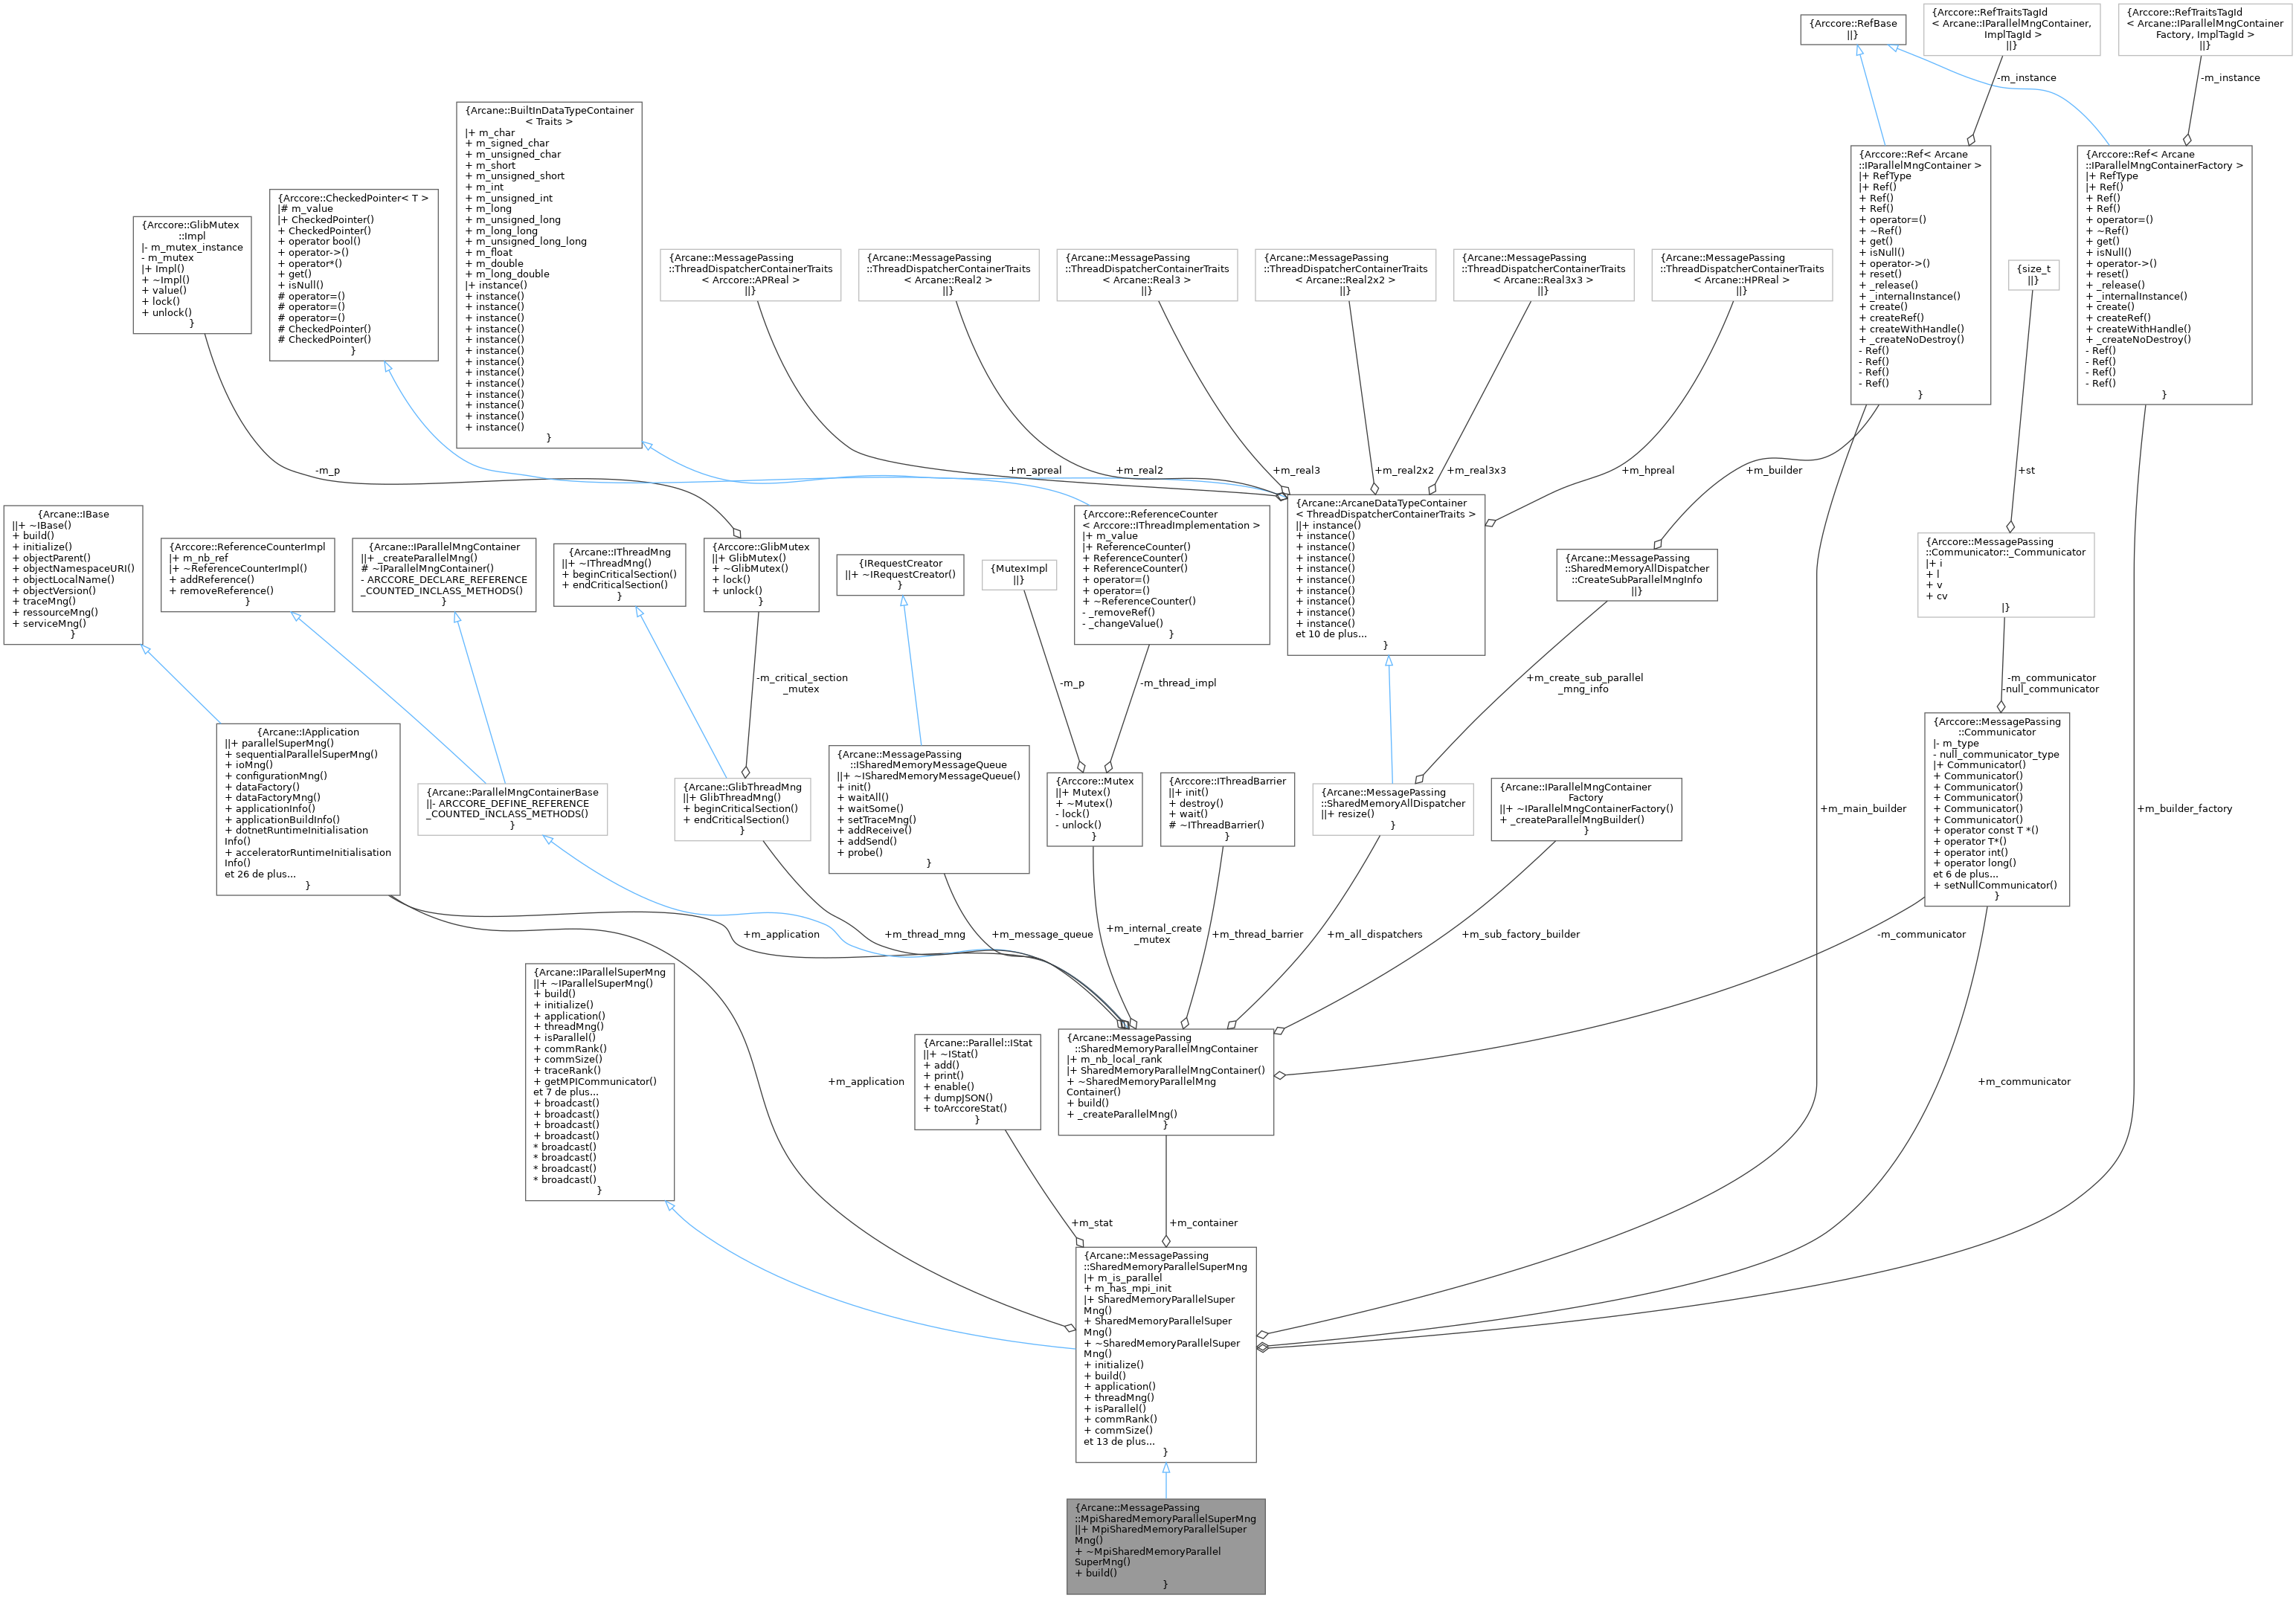 {Arccore::RefBase
||}
{Arccore::RefTraitsTagId
< Arcane::IParallelMngContainer,
ImplTagId >
||}
{Arccore::RefTraitsTagId
< Arcane::IParallelMngContainer
Factory, ImplTagId >
||}
-m_instance
-m_instance
{Arcane::BuiltInDataTypeContainer
< Traits >
|+ m_char
+ m_signed_char
+ m_unsigned_char
+ m_short
+ m_unsigned_short
+ m_int
+ m_unsigned_int
+ m_long
+ m_unsigned_long
+ m_long_long
+ m_unsigned_long_long
+ m_float
+ m_double
+ m_long_double
|+ instance()
+ instance()
+ instance()
+ instance()
+ instance()
+ instance()
+ instance()
+ instance()
+ instance()
+ instance()
+ instance()
+ instance()
+ instance()
+ instance()
}
{Arccore::Ref< Arcane
::IParallelMngContainer >
|+ RefType
|+ Ref()
+ Ref()
+ Ref()
+ operator=()
+ ~Ref()
+ get()
+ isNull()
+ operator->()
+ reset()
+ _release()
+ _internalInstance()
+ create()
+ createRef()
+ createWithHandle()
+ _createNoDestroy()
- Ref()
- Ref()
- Ref()
- Ref()
}
{Arccore::Ref< Arcane
::IParallelMngContainerFactory >
|+ RefType
|+ Ref()
+ Ref()
+ Ref()
+ operator=()
+ ~Ref()
+ get()
+ isNull()
+ operator->()
+ reset()
+ _release()
+ _internalInstance()
+ create()
+ createRef()
+ createWithHandle()
+ _createNoDestroy()
- Ref()
- Ref()
- Ref()
- Ref()
}
{Arccore::CheckedPointer< T >
|# m_value
|+ CheckedPointer()
+ CheckedPointer()
+ operator bool()
+ operator->()
+ operator*()
+ get()
+ isNull()
# operator=()
# operator=()
# operator=()
# CheckedPointer()
# CheckedPointer()
}
{Arccore::GlibMutex
::Impl
|- m_mutex_instance
- m_mutex
|+ Impl()
+ ~Impl()
+ value()
+ lock()
+ unlock()
}
{Arcane::MessagePassing
::ThreadDispatcherContainerTraits
< Arccore::APReal >
||}
{Arcane::MessagePassing
::ThreadDispatcherContainerTraits
< Arcane::Real2 >
||}
{Arcane::MessagePassing
::ThreadDispatcherContainerTraits
< Arcane::Real3 >
||}
{Arcane::MessagePassing
::ThreadDispatcherContainerTraits
< Arcane::Real2x2 >
||}
{Arcane::MessagePassing
::ThreadDispatcherContainerTraits
< Arcane::Real3x3 >
||}
{Arcane::MessagePassing
::ThreadDispatcherContainerTraits
< Arcane::HPReal >
||}
{size_t
||}
-m_p
+m_apreal
+m_real2
+m_real3
+m_real2x2
+m_real3x3
+m_hpreal
+m_builder
+st
{Arcane::IBase
||+ ~IBase()
+ build()
+ initialize()
+ objectParent()
+ objectNamespaceURI()
+ objectLocalName()
+ objectVersion()
+ traceMng()
+ ressourceMng()
+ serviceMng()
}
{Arccore::ReferenceCounterImpl
|+ m_nb_ref
|+ ~ReferenceCounterImpl()
+ addReference()
+ removeReference()
}
{Arcane::IParallelMngContainer
||+ _createParallelMng()
# ~IParallelMngContainer()
- ARCCORE_DECLARE_REFERENCE
_COUNTED_INCLASS_METHODS()
}
{Arcane::IThreadMng
||+ ~IThreadMng()
+ beginCriticalSection()
+ endCriticalSection()
}
{Arccore::GlibMutex
||+ GlibMutex()
+ ~GlibMutex()
+ lock()
+ unlock()
}
{IRequestCreator
||+ ~IRequestCreator()
}
{MutexImpl
||}
{Arccore::ReferenceCounter
< Arccore::IThreadImplementation >
|+ m_value
|+ ReferenceCounter()
+ ReferenceCounter()
+ ReferenceCounter()
+ operator=()
+ operator=()
+ ~ReferenceCounter()
- _removeRef()
- _changeValue()
}
{Arcane::ArcaneDataTypeContainer
< ThreadDispatcherContainerTraits >
||+ instance()
+ instance()
+ instance()
+ instance()
+ instance()
+ instance()
+ instance()
+ instance()
+ instance()
+ instance()
et 10 de plus...
}
{Arcane::MessagePassing
::SharedMemoryAllDispatcher
::CreateSubParallelMngInfo
||}
{Arccore::MessagePassing
::Communicator::_Communicator
|+ i
+ l
+ v
+ cv
|}
-m_critical_section
_mutex
-m_p
-m_thread_impl
+m_create_sub_parallel
_mng_info
-m_communicator
-null_communicator
{Arcane::IApplication
||+ parallelSuperMng()
+ sequentialParallelSuperMng()
+ ioMng()
+ configurationMng()
+ dataFactory()
+ dataFactoryMng()
+ applicationInfo()
+ applicationBuildInfo()
+ dotnetRuntimeInitialisation
Info()
+ acceleratorRuntimeInitialisation
Info()
et 26 de plus...
}
{Arcane::ParallelMngContainerBase
||- ARCCORE_DEFINE_REFERENCE
_COUNTED_INCLASS_METHODS()
}
{Arcane::GlibThreadMng
||+ GlibThreadMng()
+ beginCriticalSection()
+ endCriticalSection()
}
{Arcane::MessagePassing
::ISharedMemoryMessageQueue
||+ ~ISharedMemoryMessageQueue()
+ init()
+ waitAll()
+ waitSome()
+ setTraceMng()
+ addReceive()
+ addSend()
+ probe()
}
{Arccore::Mutex
||+ Mutex()
+ ~Mutex()
- lock()
- unlock()
}
{Arccore::IThreadBarrier
||+ init()
+ destroy()
+ wait()
# ~IThreadBarrier()
}
{Arcane::MessagePassing
::SharedMemoryAllDispatcher
||+ resize()
}
{Arcane::IParallelMngContainer
Factory
||+ ~IParallelMngContainerFactory()
+ _createParallelMngBuilder()
}
+m_main_builder
{Arccore::MessagePassing
::Communicator
|- m_type
- null_communicator_type
|+ Communicator()
+ Communicator()
+ Communicator()
+ Communicator()
+ Communicator()
+ Communicator()
+ operator const T *()
+ operator T*()
+ operator int()
+ operator long()
et 6 de plus...
+ setNullCommunicator()
}
+m_builder_factory
+m_application
+m_thread_mng
+m_message_queue
+m_internal_create
_mutex
+m_thread_barrier
+m_all_dispatchers
+m_sub_factory_builder
-m_communicator
{Arcane::IParallelSuperMng
||+ ~IParallelSuperMng()
+ build()
+ initialize()
+ application()
+ threadMng()
+ isParallel()
+ commRank()
+ commSize()
+ traceRank()
+ getMPICommunicator()
et 7 de plus...
+ broadcast()
+ broadcast()
+ broadcast()
+ broadcast()
* broadcast()
* broadcast()
* broadcast()
* broadcast()
}
+m_application
{Arcane::Parallel::IStat
||+ ~IStat()
+ add()
+ print()
+ enable()
+ dumpJSON()
+ toArccoreStat()
}
{Arcane::MessagePassing
::SharedMemoryParallelMngContainer
|+ m_nb_local_rank
|+ SharedMemoryParallelMngContainer()
+ ~SharedMemoryParallelMng
Container()
+ build()
+ _createParallelMng()
}
+m_communicator
+m_stat
+m_container
{Arcane::MessagePassing
::SharedMemoryParallelSuperMng
|+ m_is_parallel
+ m_has_mpi_init
|+ SharedMemoryParallelSuper
Mng()
+ SharedMemoryParallelSuper
Mng()
+ ~SharedMemoryParallelSuper
Mng()
+ initialize()
+ build()
+ application()
+ threadMng()
+ isParallel()
+ commRank()
+ commSize()
et 13 de plus...
}
{Arcane::MessagePassing
::MpiSharedMemoryParallelSuperMng
||+ MpiSharedMemoryParallelSuper
Mng()
+ ~MpiSharedMemoryParallel
SuperMng()
+ build()
}